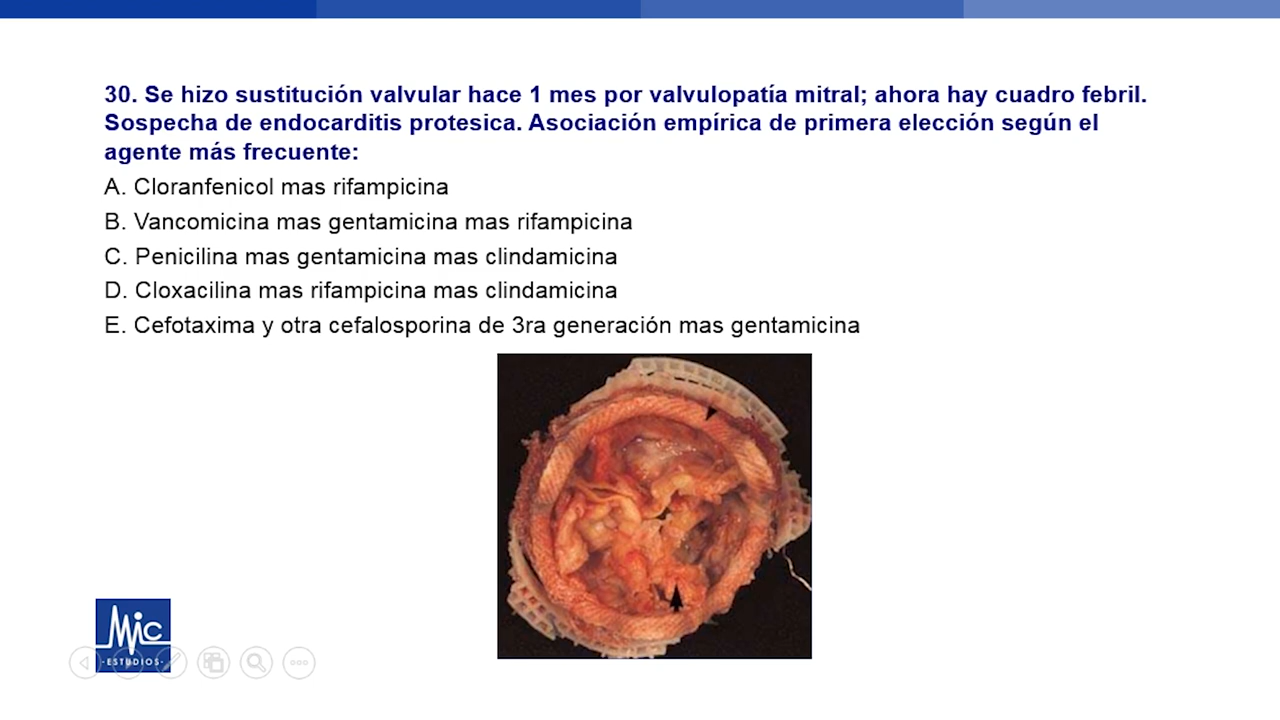 30. Se hizo sustitución valvular hace 1 mes por valvulopatía mitral; ahora hay cuadro febril.
Sospecha de endocarditis protesica. Asociación empírica de primera elección según el
agente más frecuente:
A. Cloranfenicol mas rifampicina
B. Vancomicina mas gentamicina mas rifampicina
C. Penicilina mas gentamicina mas clindamicina
D. Cloxacilina mas rifampicina mas clindamicina
E. Cefotaxima y otra cefalosporina de 3ra generación mas gentamicina
Mic
-ESTUDIOS-